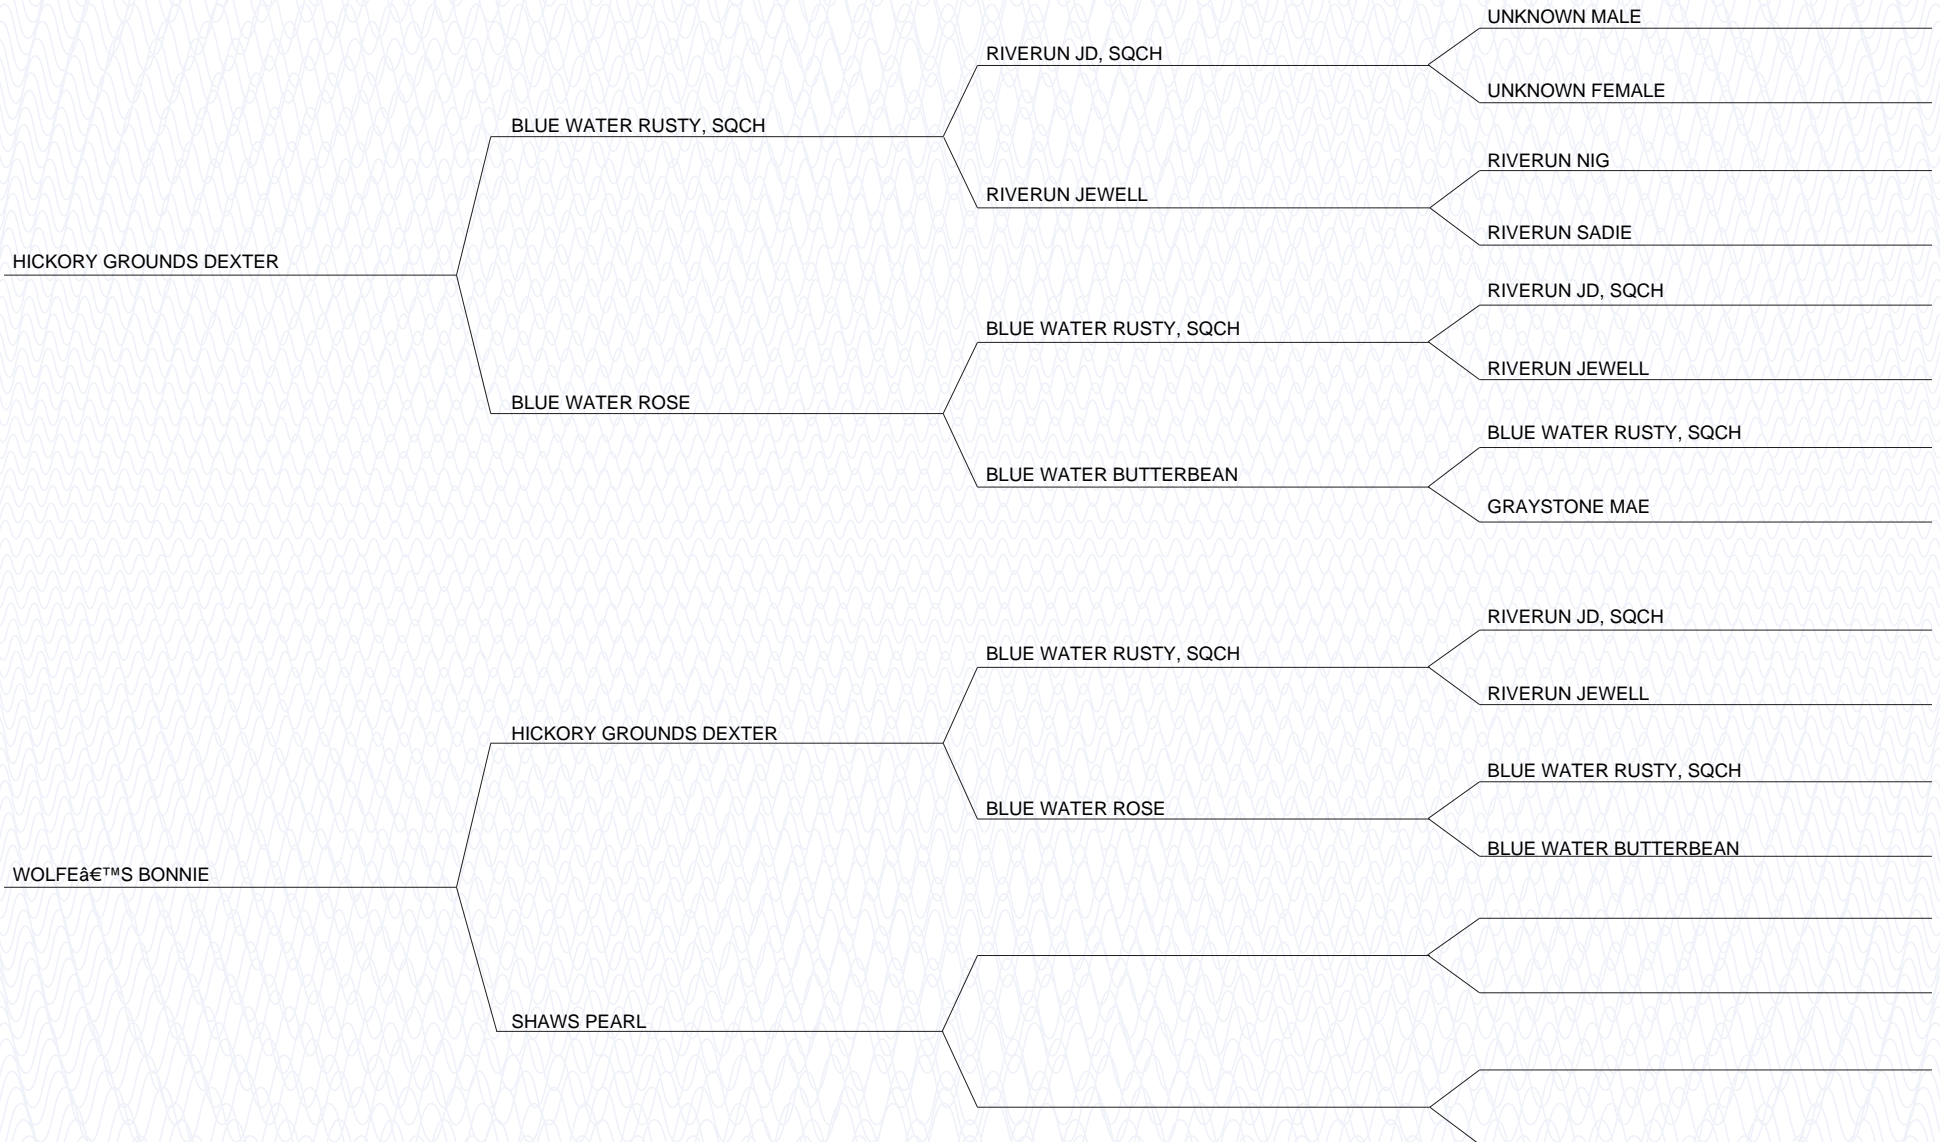 UNKNOWN MALE
RIVERUN JD, SQCH
UNKNOWN FEMALE
BLUE WATER RUSTY, SQCH
RIVERUN NIG
RIVERUN JEWELL
RIVERUN SADIE
HICKORY GROUNDS DEXTER
RIVERUN JD, SQCH
BLUE WATER RUSTY, SQCH
RIVERUN JEWELL
BLUE WATER ROSE
BLUE WATER RUSTY, SQCH
BLUE WATER BUTTERBEAN
GRAYSTONE MAE
RIVERUN JD, SQCH
BLUE WATER RUSTY, SQCH
RIVERUN JEWELL
HICKORY GROUNDS DEXTER
BLUE WATER RUSTY, SQCH
BLUE WATER ROSE
BLUE WATER BUTTERBEAN
WOLFEâ€™S BONNIE
SHAWS PEARL